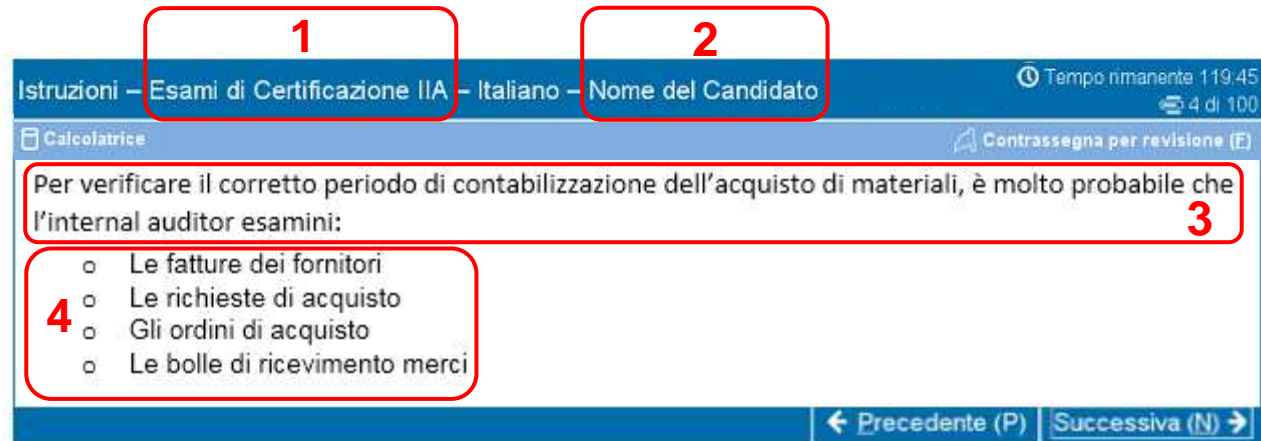 1 2
Istruzioni – Esami di Certificazione IIA – Italiano – Nome del Candidato
Tempo rimanente 119:45
4 di 100
Calcolatrice
Contrassegna per revisione (F)
Per verificare il corretto periodo di contabilizzazione dell'acquisto di materiali, è molto probabile che
l'internal auditor esamini:
3
4
o Le fatture dei fornitori
o Le richieste di acquisto
o Gli ordini di acquisto
o Le bolle di ricevimento merci
← Precedente (P) Successiva (N) →